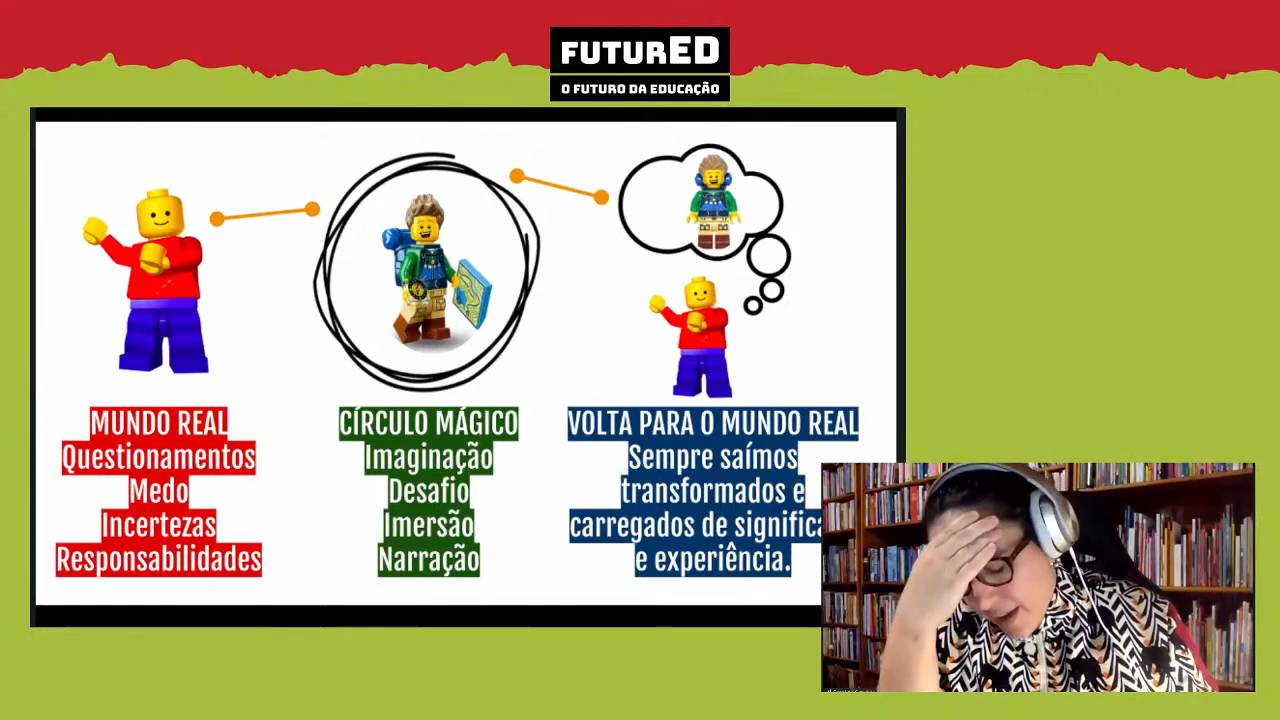 FUTURED
O FUTURO DA EDUCAÇÃO
MUNDO REAL
Questionamentos
Medo
Incertezas
Responsabilidades
CÍRCULO MÁGICO
Imaginação
Desafio
Imersão
Narração
VOLTA PARA O MUNDO REAL
Sempre saímos
transformados e
carregados de signific
e experiência.